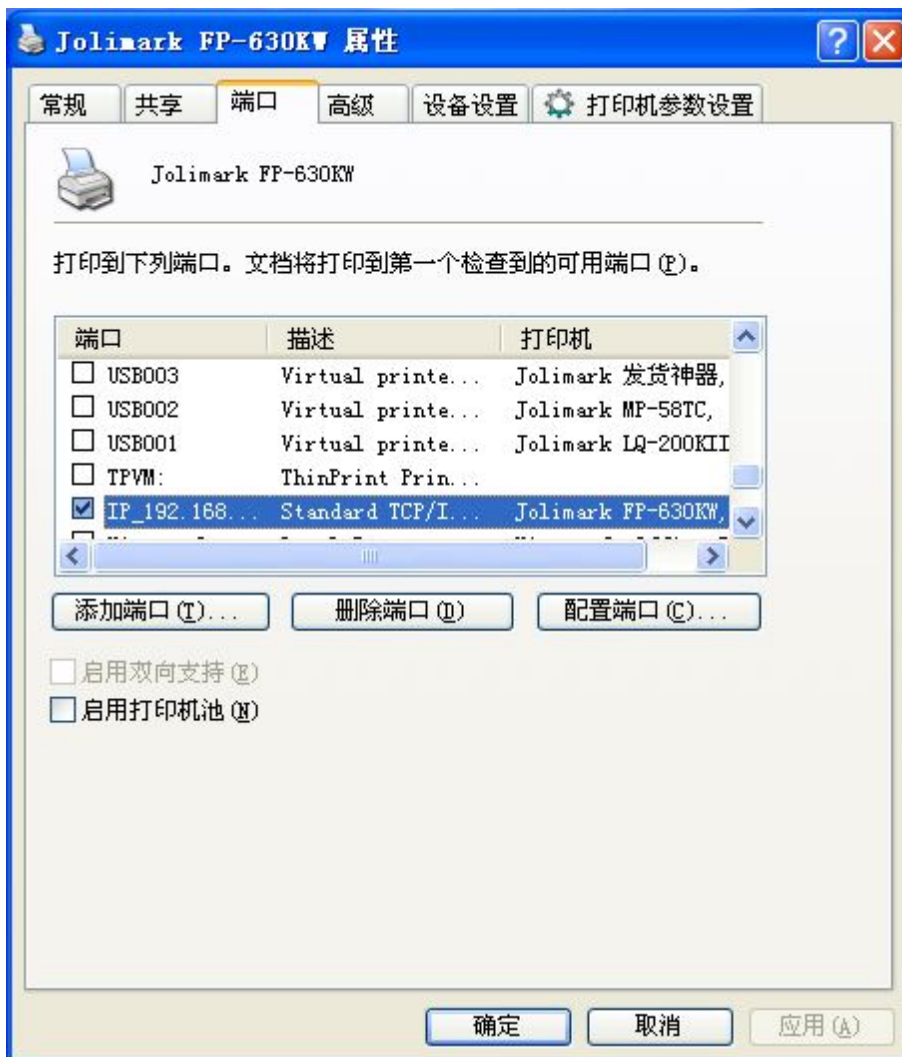 Jolimark FP-630KW 属性
常规 共享 端口 高级 设备设置 打印机参数设置
Jolimark FP-630KW
打印到下列端口。文档将打印到第一个检查到的可用端口(P)。
端口 描述 打印机
USB003 Virtual printe... Jolimark 发货神器,
USB002 Virtual printe... Jolimark MP-58TC,
USB001 Virtual printe... Jolimark LQ-200KII
TPVM: ThinPrint Prin...
IP_192.168... Standard TCP/I... Jolimark FP-630KW,
添加端口(T)... 删除端口(D) 配置端口(C)...
启用双向支持(E)
启用打印机池(N)
确定 取消 应用(A)